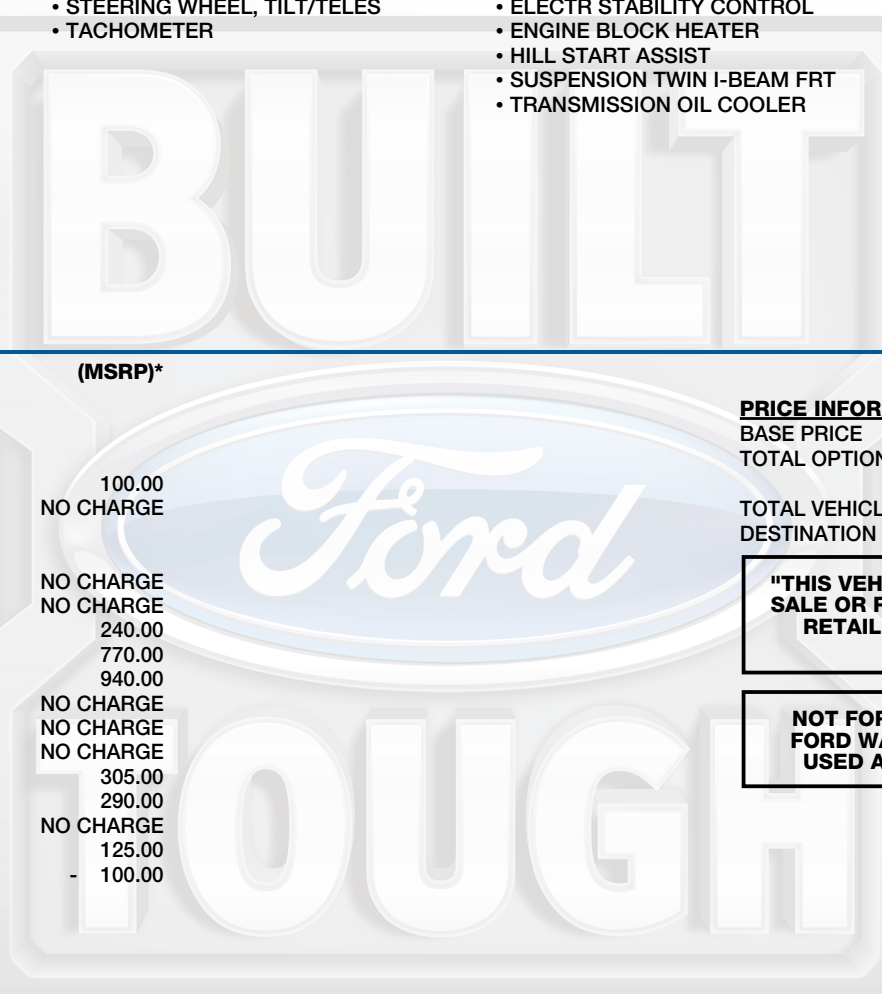 • STEERING WHEEL, TILT/TELES
• TACHOMETER
• ELECTR STABILITY CONTROL
• ENGINE BLOCK HEATER
• HILL START ASSIST
• SUSPENSION TWIN I-BEAM FRT
• TRANSMISSION OIL COOLER
BUILT
(MSRP)*
100.00
NO CHARGE
NO CHARGE
NO CHARGE
240.00
770.00
940.00
NO CHARGE
NO CHARGE
NO CHARGE
305.00
290.00
NO CHARGE
125.00
- 100.00
Ford
TOUGH
PRICE INFOR
BASE PRICE
TOTAL OPTION
TOTAL VEHICL
DESTINATION
"THIS VEH
SALE OR R
RETAIL
NOT FOR
FORD WA
USED A